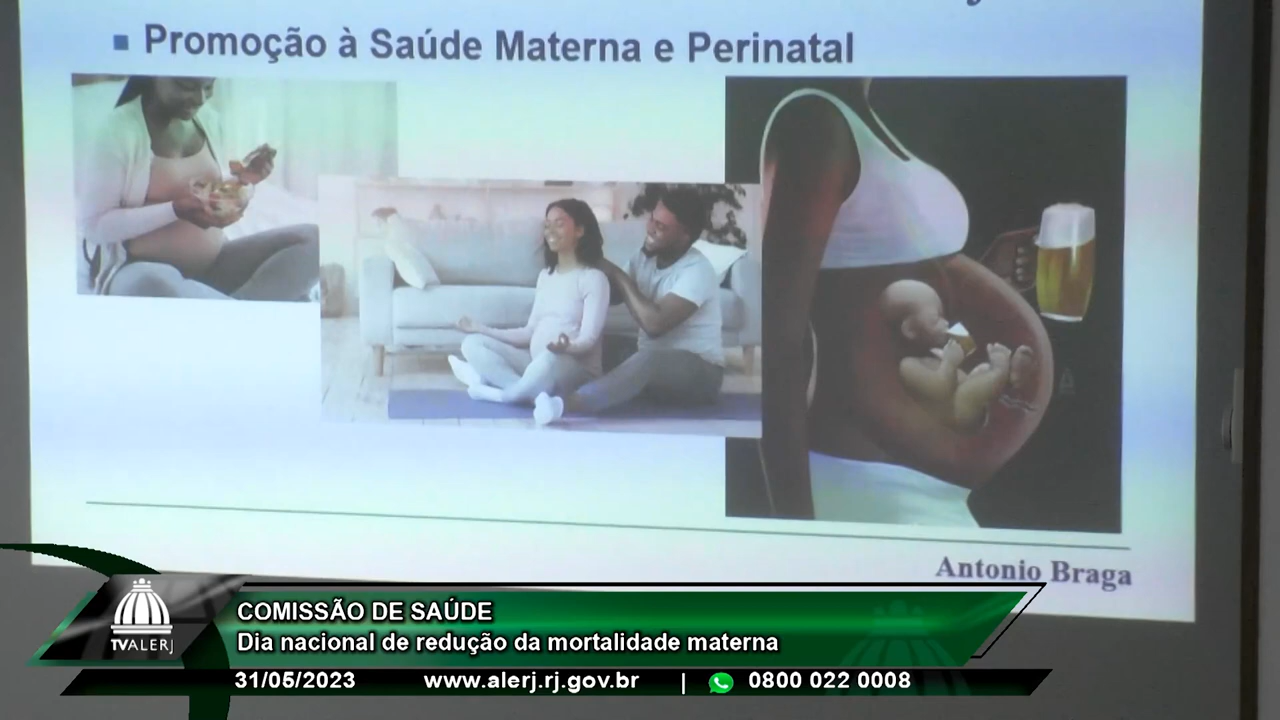 Promoção à Saúde Materna e Perinatal
Antonio Braga
COMISSÃO DE SAÚDE
Dia nacional de redução da mortalidade materna
TVALERJ
31/05/2023 www.alerj.rj.gov.br | 0800 022 0008